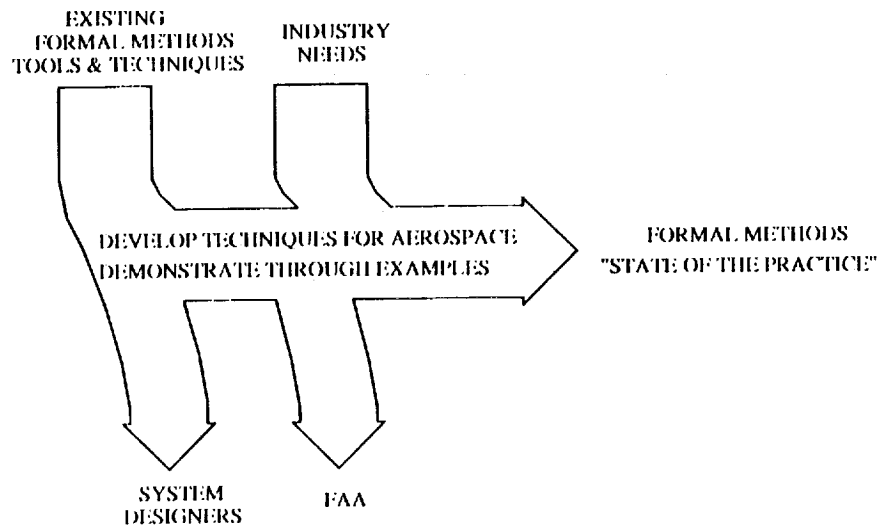 EXISTING
FORMAL METHODS
TOOLS & TECHNIQUES
INDUSTRY
NEEDS
DEVELOP TECHNIQUES FOR AEROSPACE
DEMONSTRATE THROUGH EXAMPLES
FORMAL METHODS
"STATE OF THE PRACTICE"
SYSTEM
DESIGNERS
FAA